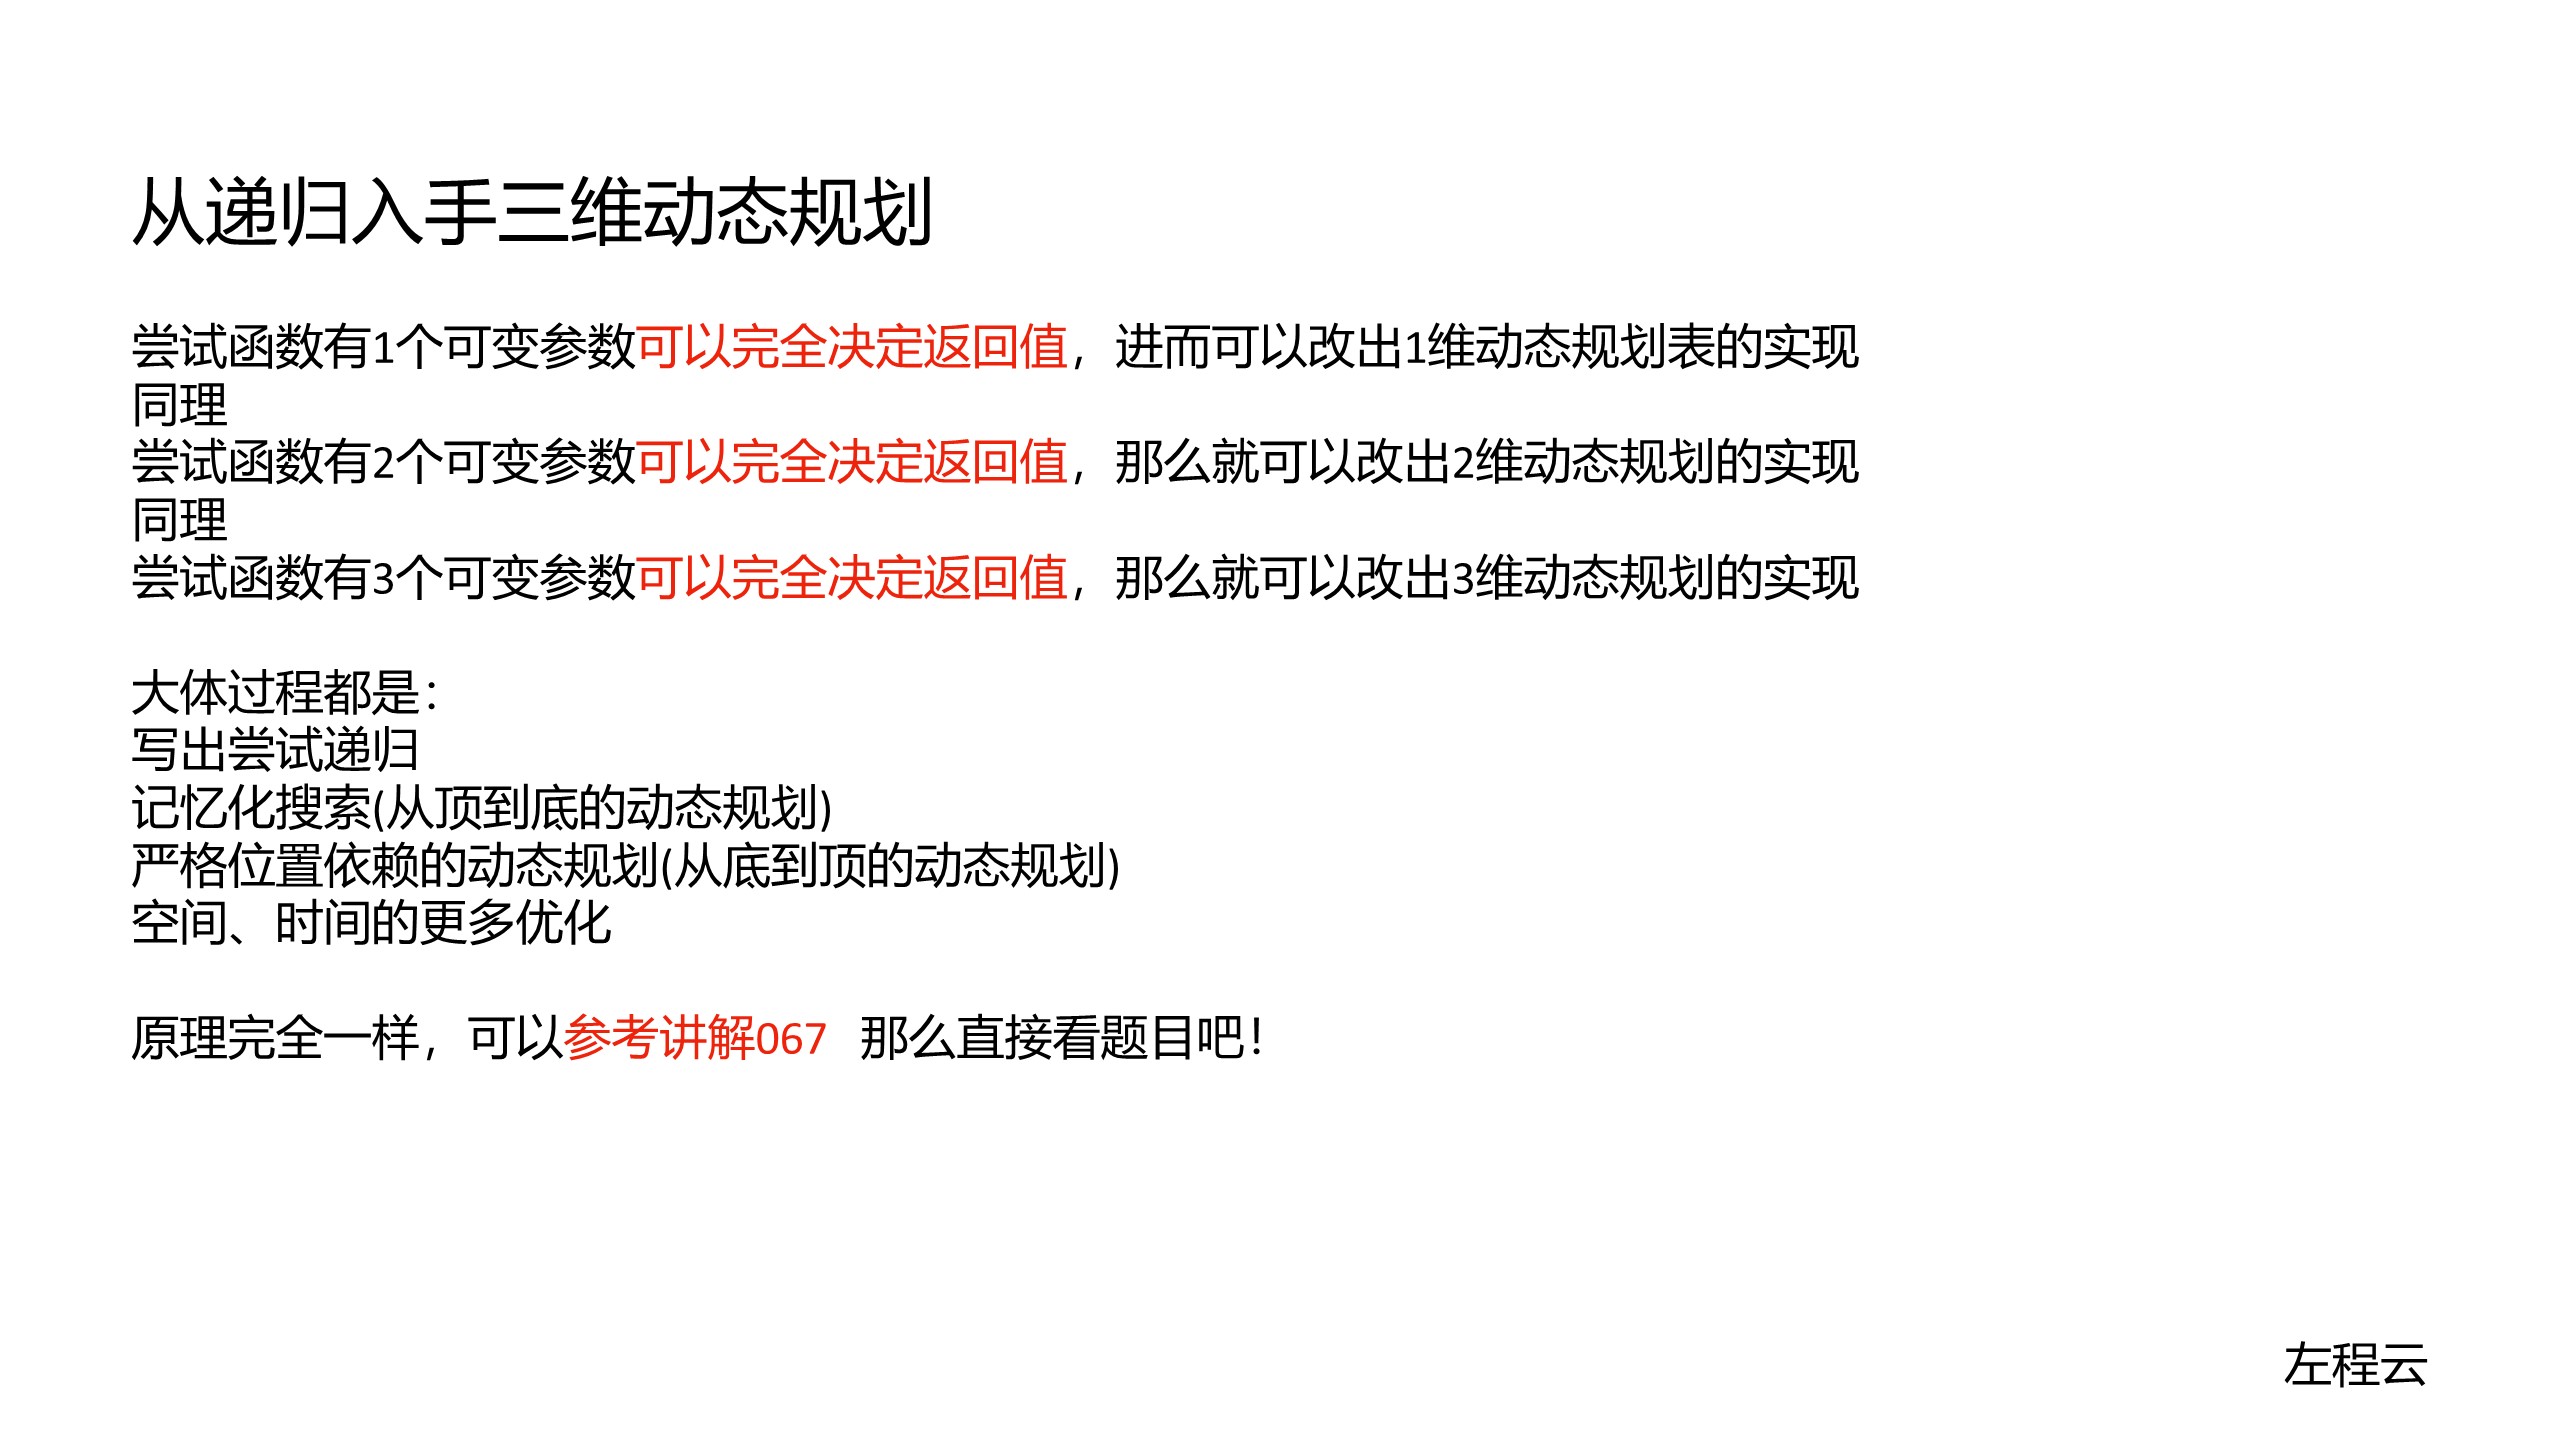 从递归入手三维动态规划
尝试函数有1个可变参数可以完全决定返回值，进而可以改出1维动态规划表的实现
同理
尝试函数有2个可变参数可以完全决定返回值，那么就可以改出2维动态规划的实现
同理
尝试函数有3个可变参数可以完全决定返回值，那么就可以改出3维动态规划的实现
大体过程都是：
写出尝试递归
记忆化搜索(从顶到底的动态规划)
严格位置依赖的动态规划(从底到顶的动态规划)
空间、时间的更多优化
原理完全一样，可以参考讲解067 那么直接看题目吧！
左程云